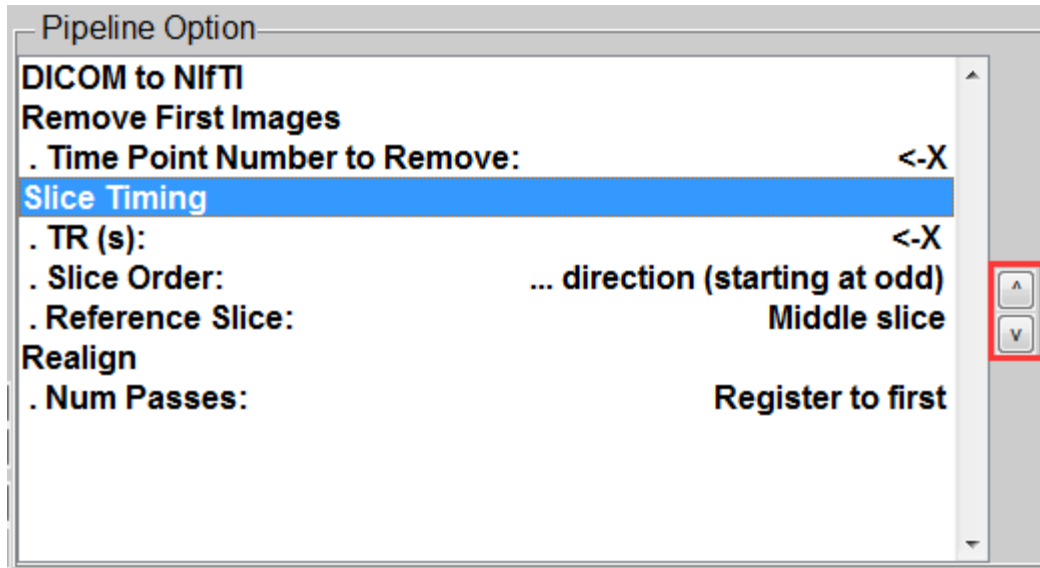 Pipeline Option
DICOM to NIfTI
Remove First Images
. Time Point Number to Remove: <-X
Slice Timing
. TR (s): <-X
. Slice Order: ... direction (starting at odd)
. Reference Slice: Middle slice
Realign
. Num Passes: Register to first
^
v